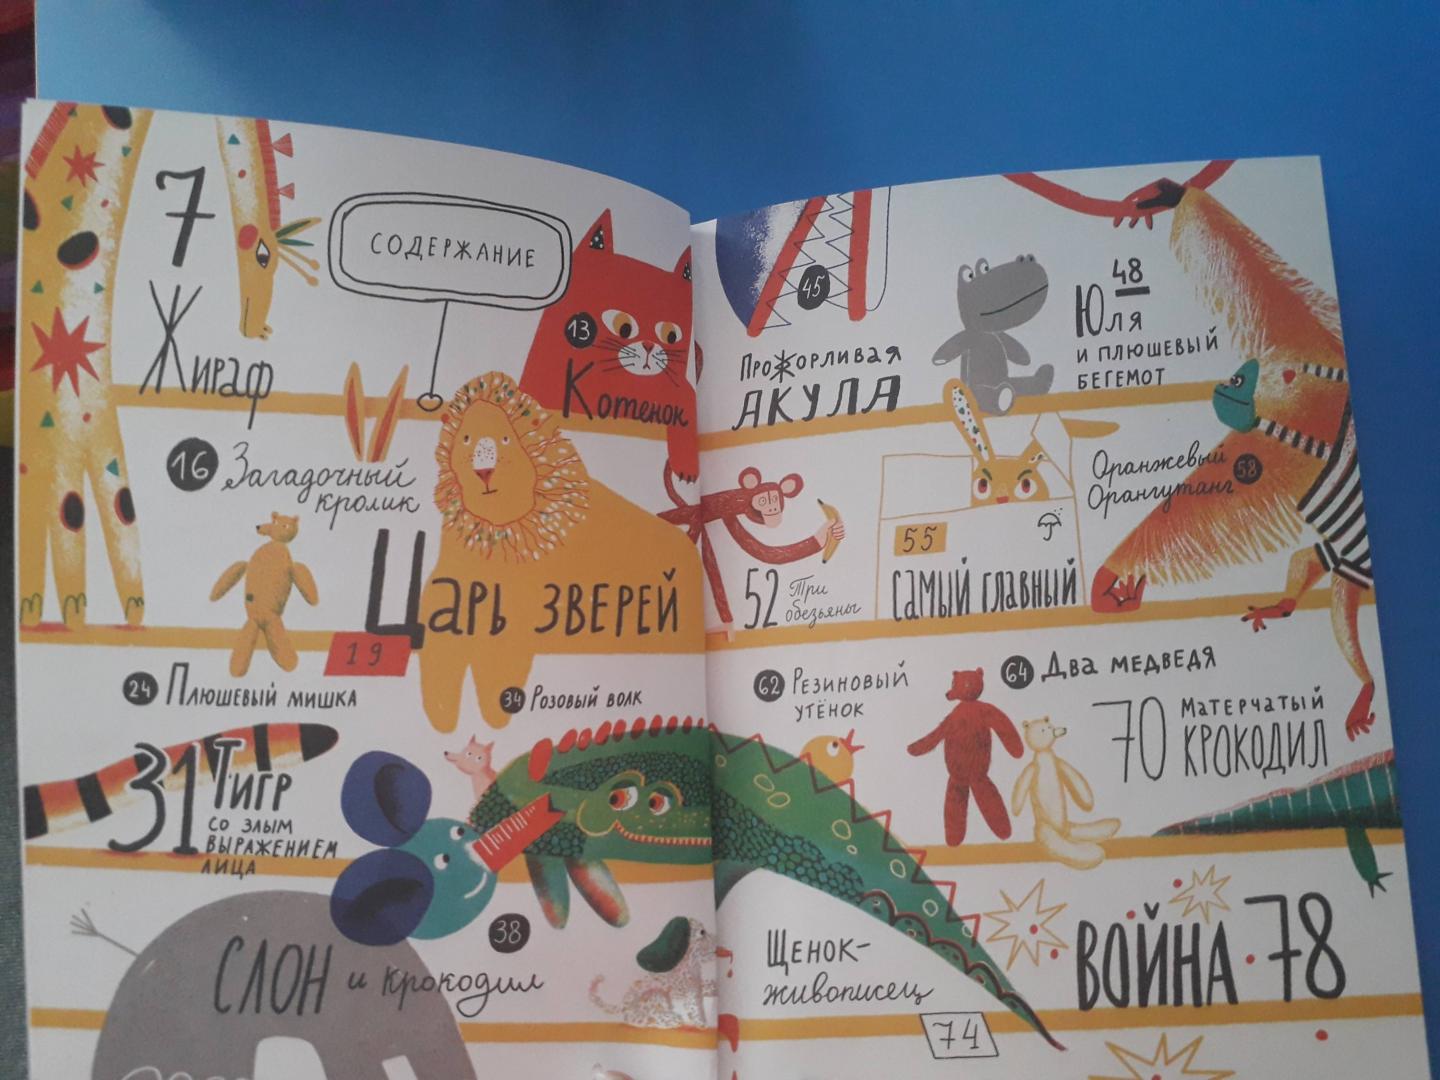 7
Жираф
СОДЕРЖАНИЕ
13
Котенок
16 Загадочный
кролик
Царь зверей
19
24 Плюшевый мишка
34 Розовый волк
31 Тигр
со злым
выражением
лица
Слон и крокодил
38
45
Прожорливая
акула
48
Юля
и плюшевый
бегемот
52 Три
обезьяны
55
самый главный
Оранжевый
Орангутанг 58
62 Резиновый
утёнок
64 Два медведя
70 Матерчатый
крокодил
Щенок-
живописец
74
Война 78